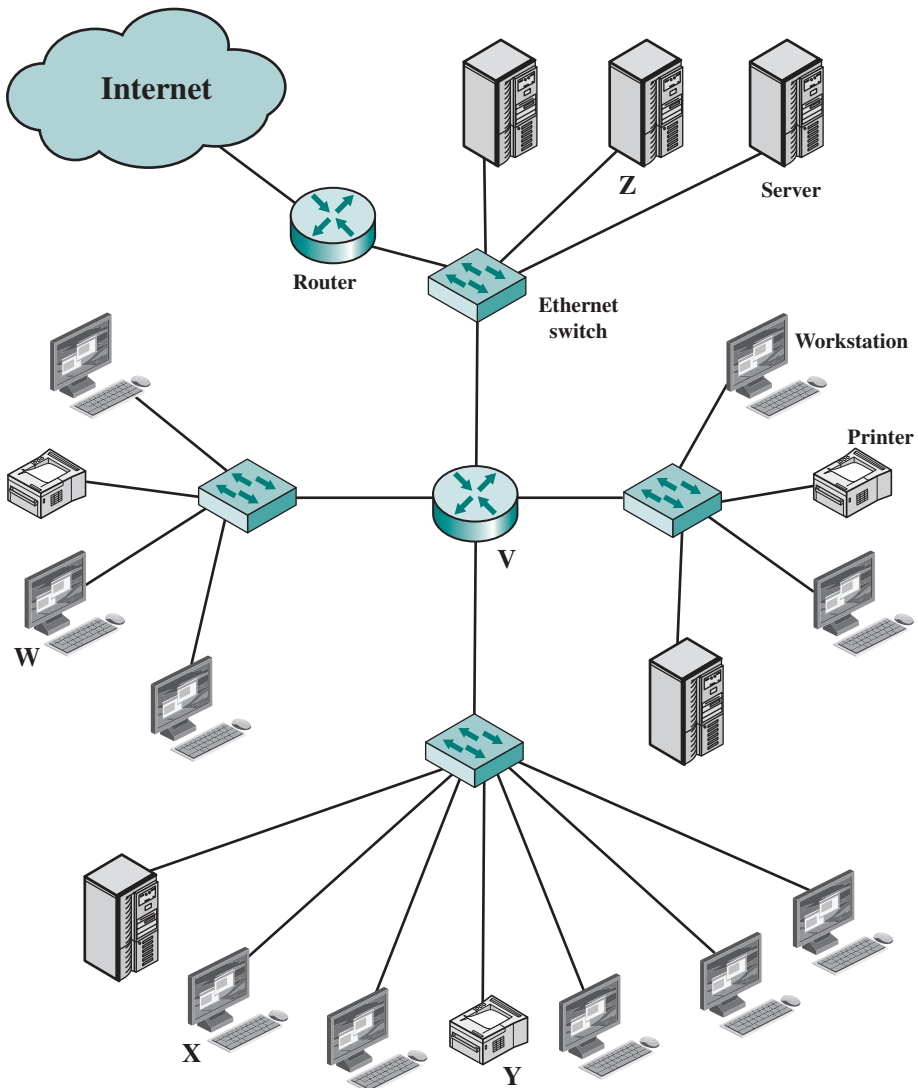 Internet
Z
Server
Router
Ethernet
switch
Workstation
Printer
V
W
X
Y